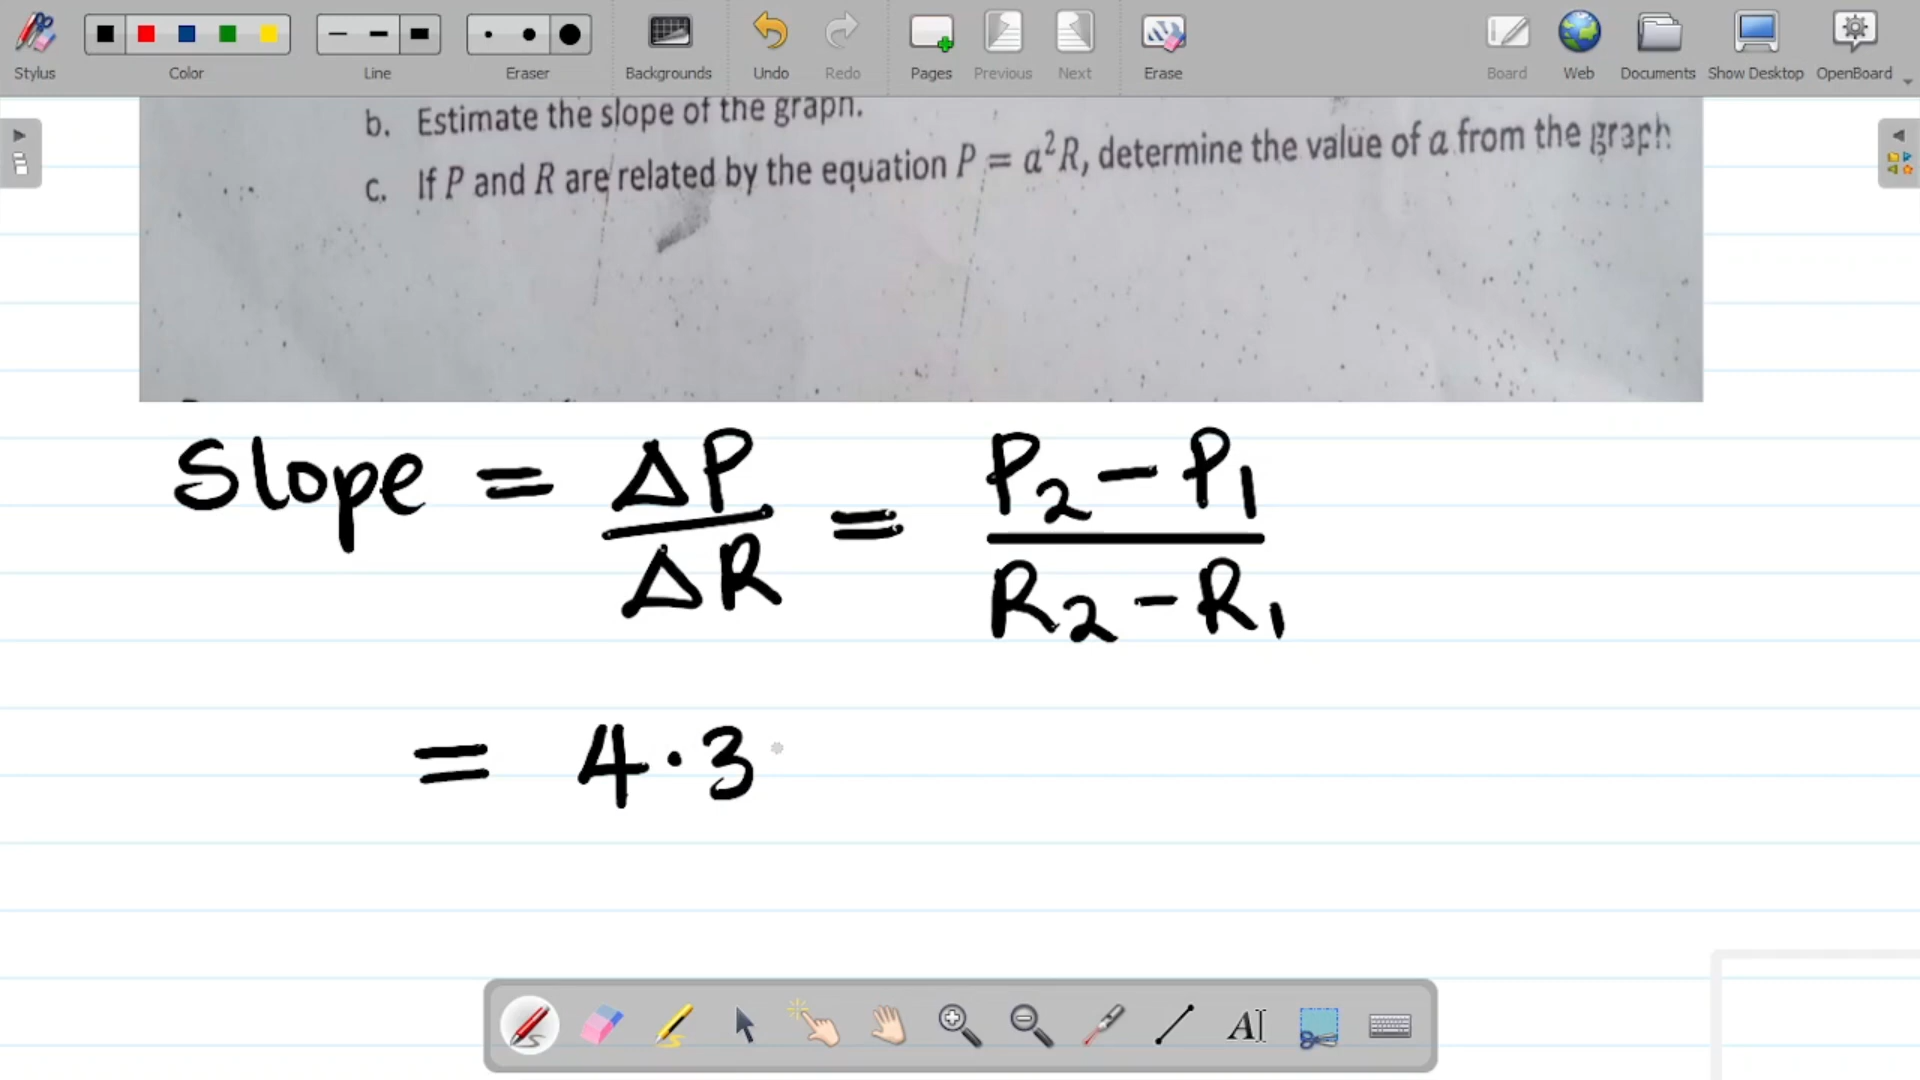 Stylus Color Line Eraser Backgrounds Undo Redo Pages Previous Next Erase Board Web Documents Show Desktop OpenBoard
b. Estimate the slope of the graph.
c. If P and R are related by the equation P = a²R, determine the value of a from the graph
Slope = ΔP/ΔR = P₂ - P₁/R₂ - R₁
= 4·3